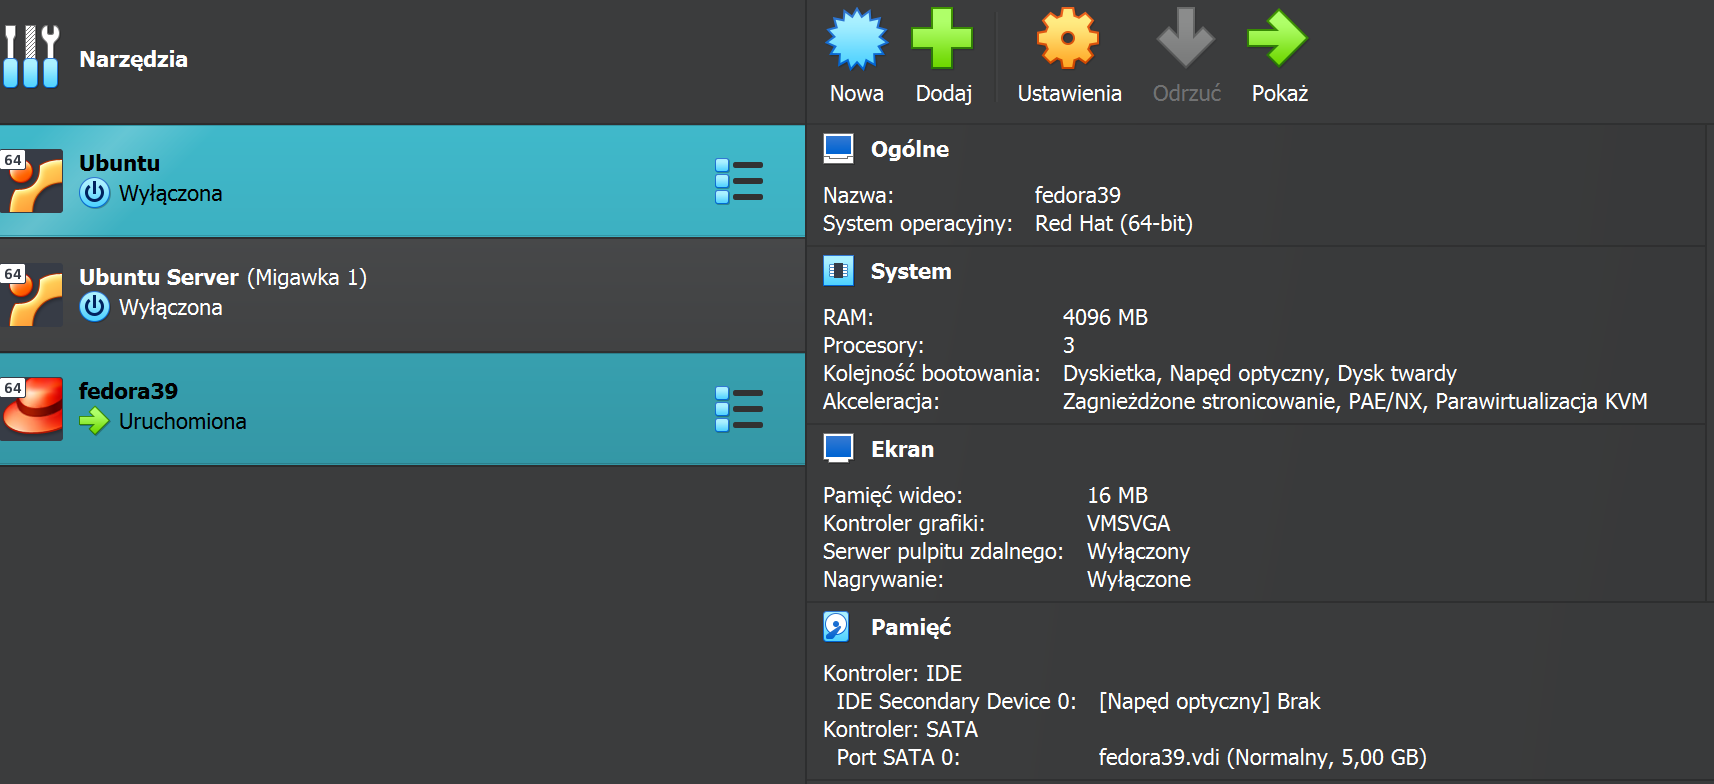 Narzędzia
64
Ubuntu
Wyłączona
64
Ubuntu Server (Migawka 1)
Wyłączona
64
fedora39
Uruchomiona
Nowa Dodaj Ustawienia Odrzuć Pokaż
Ogólne
Nazwa: fedora39
System operacyjny: Red Hat (64-bit)
System
RAM: 4096 MB
Procesory: 3
Kolejność bootowania: Dyskietka, Napęd optyczny, Dysk twardy
Akceleracja: Zagnieżdżone stronicowanie, PAE/NX, Parawirtualizacja KVM
Ekran
Pamięć wideo: 16 MB
Kontroler grafiki: VMSVGA
Serwer pulpitu zdalnego: Wyłączony
Nagrywanie: Wyłączone
Pamięć
Kontroler: IDE
IDE Secondary Device 0: [Napęd optyczny] Brak
Kontroler: SATA
Port SATA 0: fedora39.vdi (Normalny, 5,00 GB)